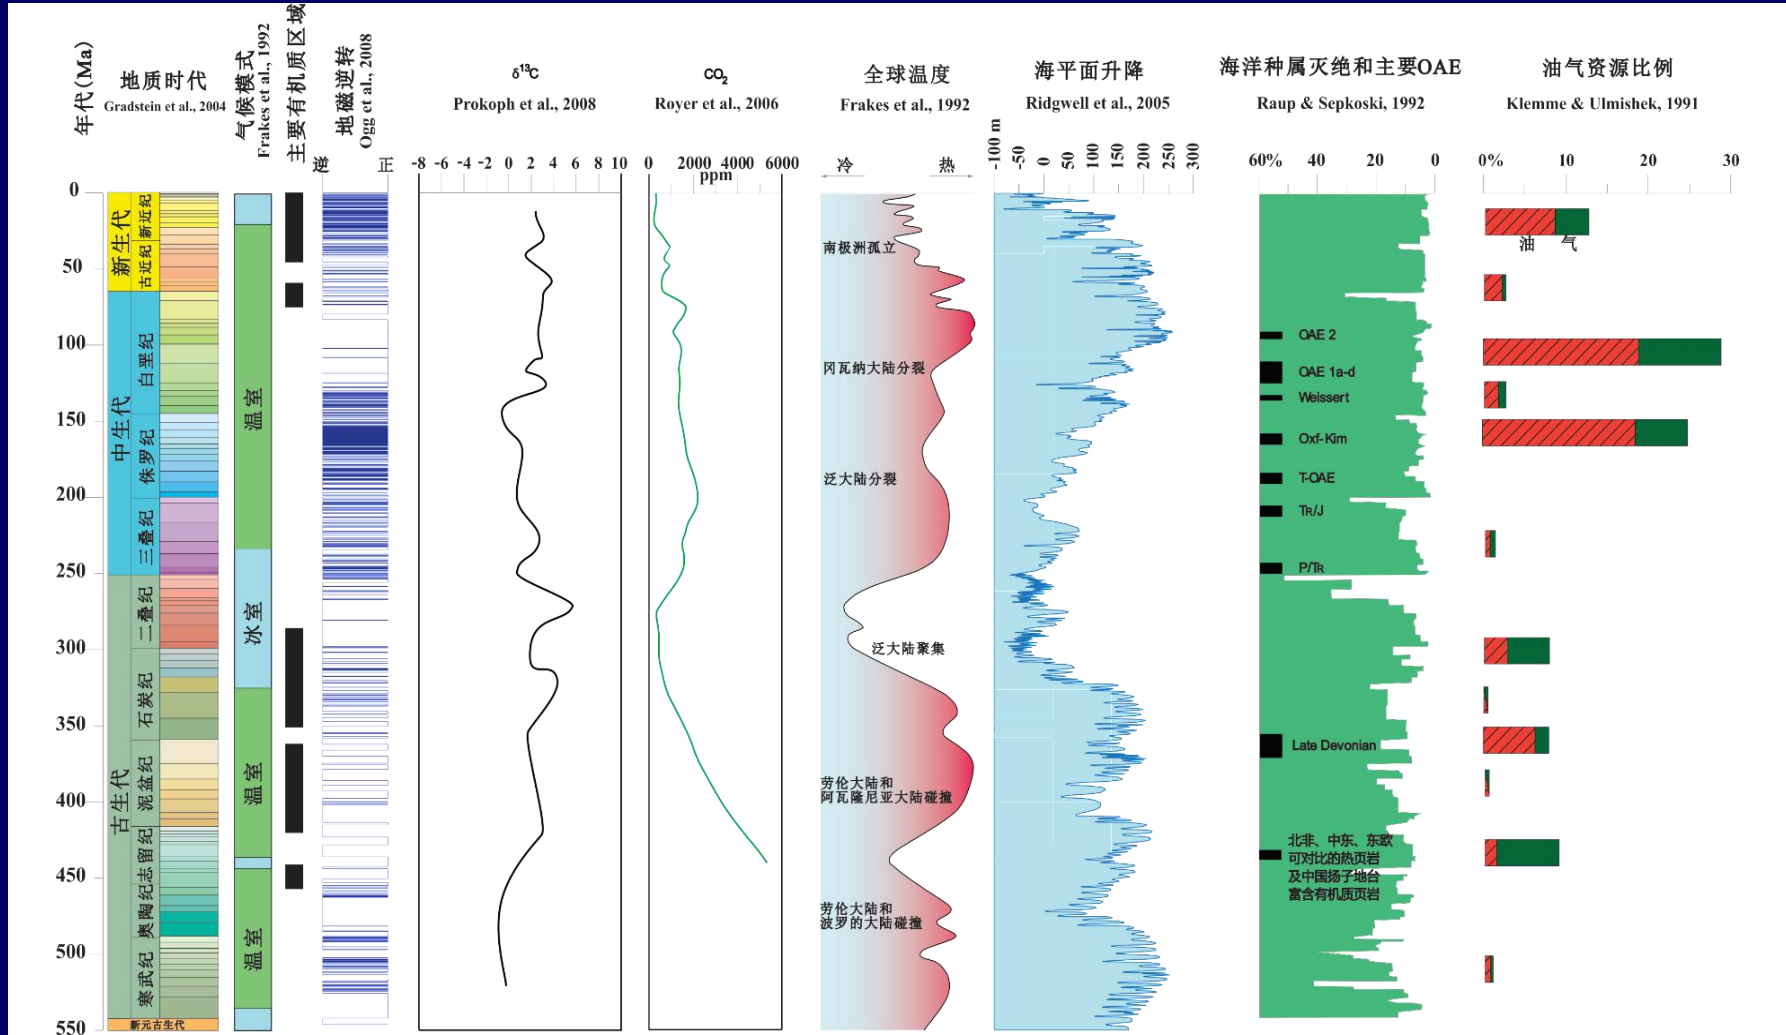 年代(Ma)
地质时代
Gradstein et al., 2004
气候模式
Frakes et al., 1992
主要有机质区域
地磁逆转
Ogg et al., 2008
逆 正
δ13C
Prokoph et al., 2008
-8 -6 -4 -2 0 2 4 6 8 10
CO2
Royer et al., 2006
0 2000 4000 6000
ppm
全球温度
Frakes et al., 1992
冷 热
海平面升降
Ridgwell et al., 2005
-100 m -50 0 50 100 150 200 250 300
海洋种属灭绝和主要OAE
Raup & Sepkoski, 1992
60% 40 20 0
油气资源比例
Klemme & Ulmishek, 1991
0% 10 20 30
0
50
100
150
200
250
300
350
400
450
500
550
新生代
中生代
古生代
新近纪
古近纪
白垩纪
侏罗纪
三叠纪
二叠纪
石炭纪
泥盆纪
志留纪
奥陶纪
寒武纪
新元古生代
温室
冰室
温室
温室
南极洲孤立
冈瓦纳大陆分裂
泛大陆分裂
泛大陆聚集
劳伦大陆和
阿瓦隆尼亚大陆碰撞
劳伦大陆和
波罗的大陆碰撞
OAE 2
OAE 1a-d
Weissert
Oxf-Kim
T-OAE
TR/J
P/TR
Late Devonian
北非、中东、东欧
可对比的热页岩
及中国扬子地台
富含有机质页岩
油 气